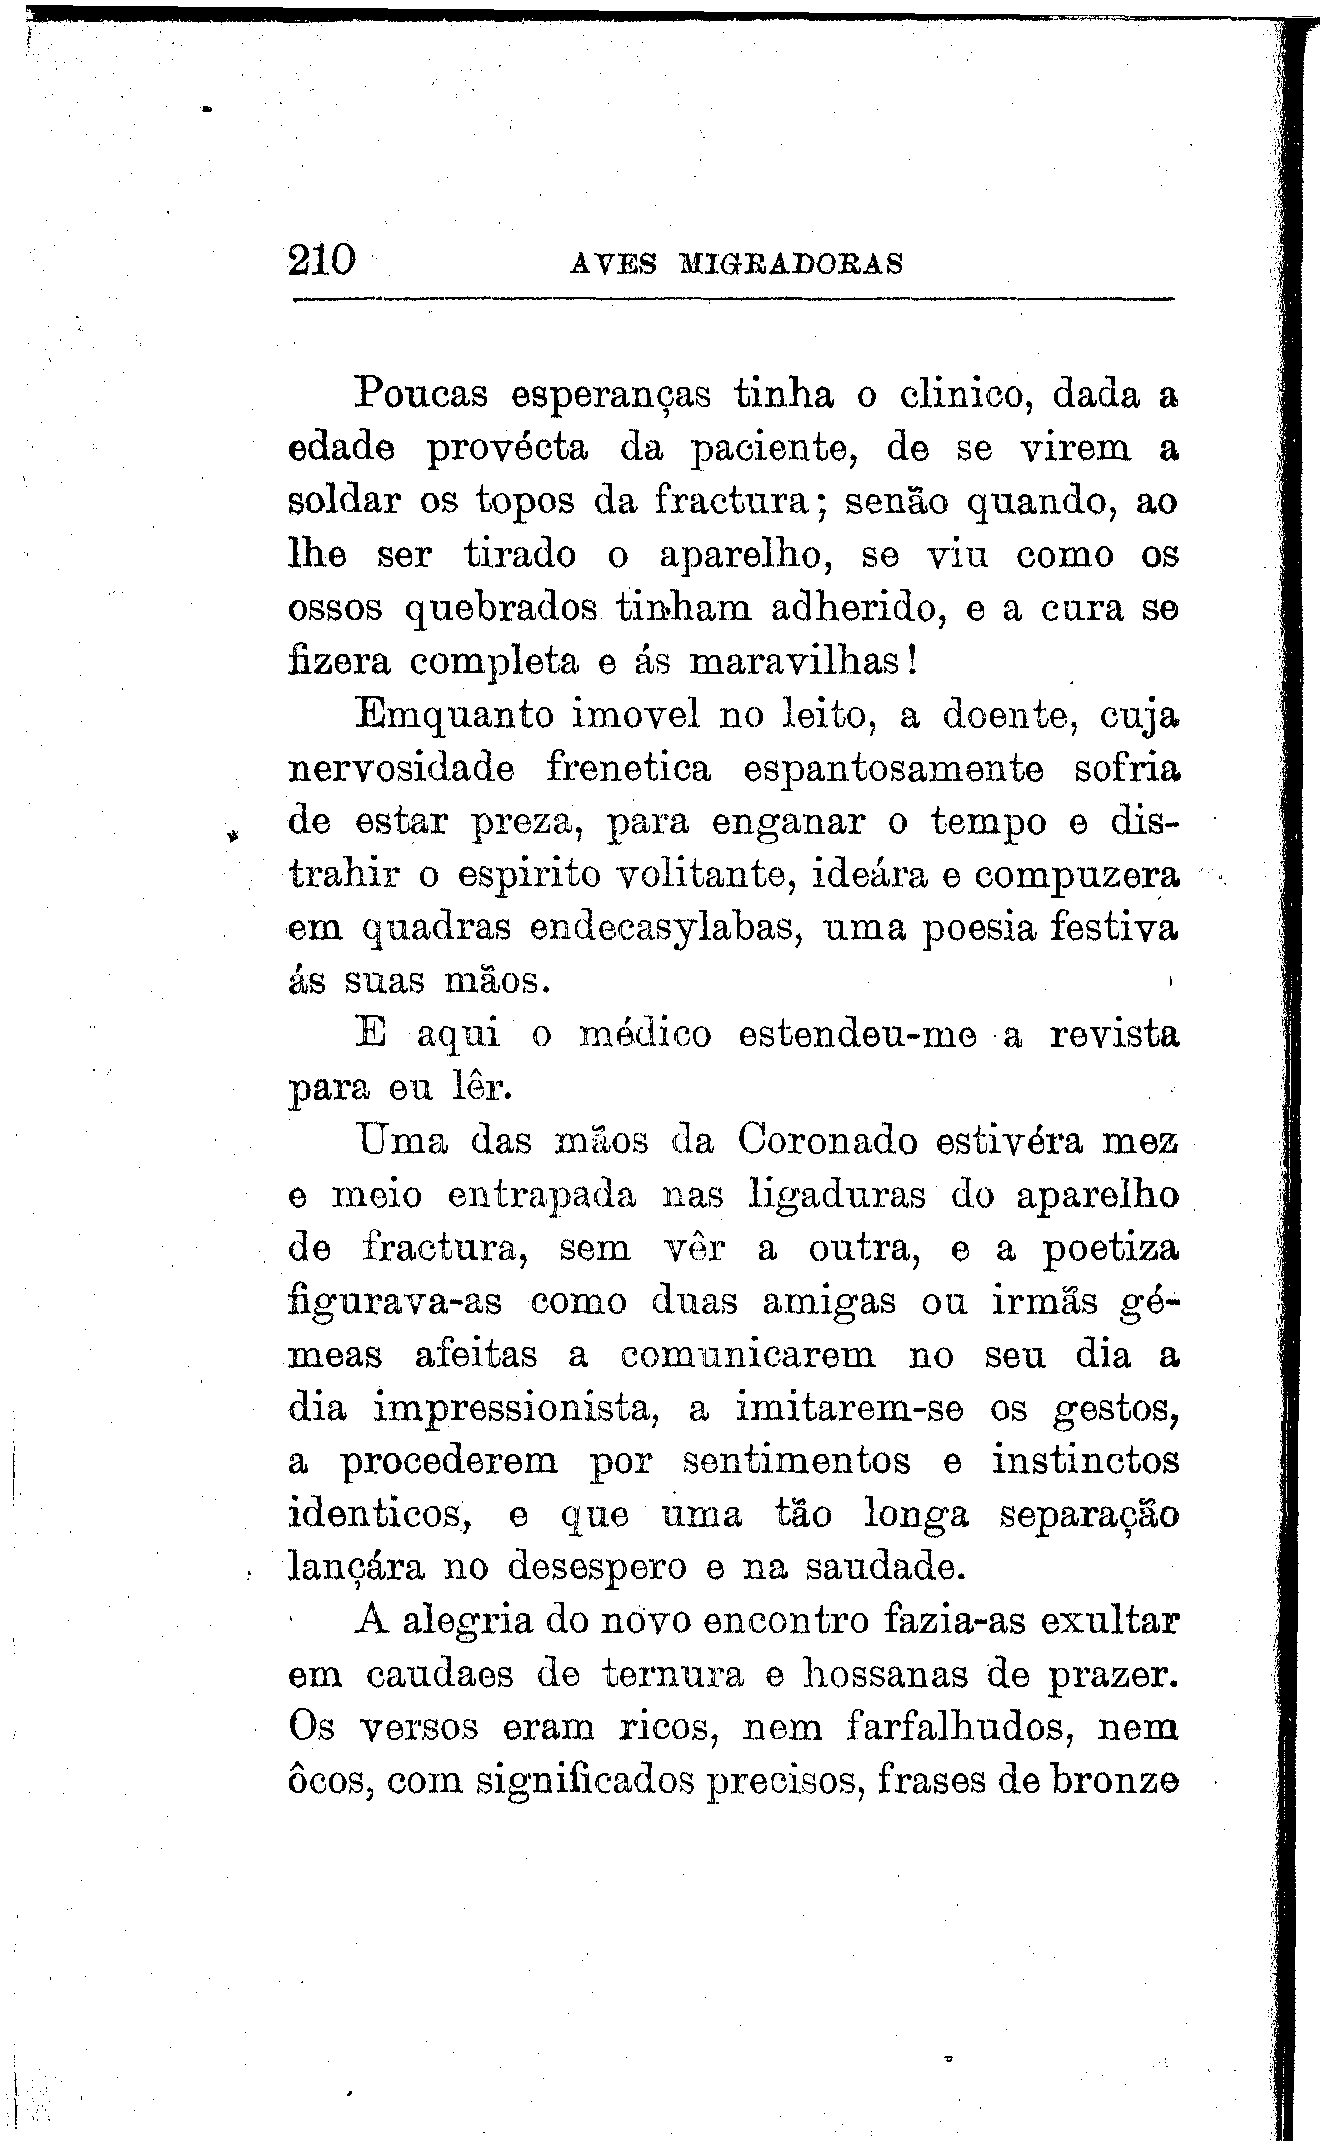 210 AVES MIGRADORAS
Poucas esperanças tinha o clinico, dada a
edade provécta da paciente, de se virem a
soldar os topos da fractura; senão quando, ao
lhe ser tirado o aparelho, se viu como os
ossos quebrados tinham adherido, e a cura se
fizera completa e ás maravilhas!
Emquanto imovel no leito, a doente, cuja
nervosidade frenetica espantosamente sofria
de estar preza, para enganar o tempo e dis-
trahir o espirito volitante, ideára e compuzera
em quadras endecasylabas, uma poesia festiva
ás suas mãos.
E aqui o médico estendeu-me a revista
para eu lêr.
Uma das mãos da Coronado estivéra mez
e meio entrapada nas ligaduras do aparelho
de fractura, sem vêr a outra, e a poetiza
figurava-as como duas amigas ou irmãs gé-
meas afeitas a comunicarem no seu dia a
dia impressionista, a imitarem-se os gestos,
a procederem por sentimentos e instinctos
identicos, e que uma tão longa separação
lançára no desespero e na saudade.
A alegria do novo encontro fazia-as exultar
em caudaes de ternura e hossanas de prazer.
Os versos eram ricos, nem farfalhudos, nem
ôcos, com significados precisos, frases de bronze